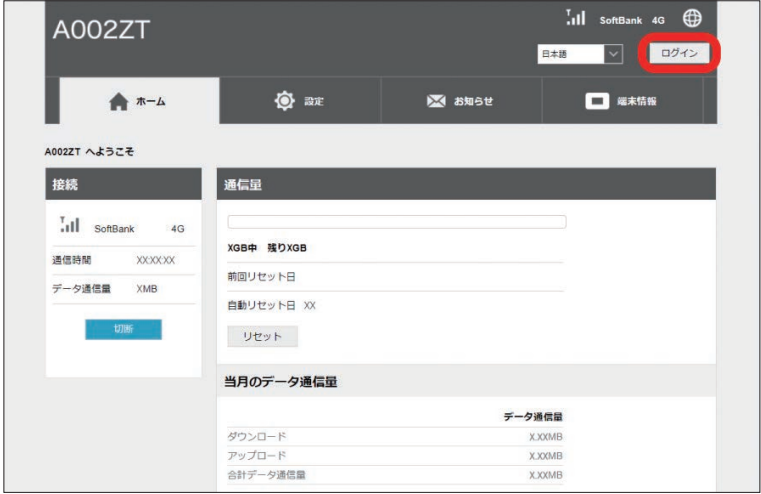 A002ZT
SoftBank 4G
日本語
ログイン
ホーム
設定
お知らせ
端末情報
A002ZT へようこそ
接続
SoftBank 4G
通信時間 XX:XX:XX
データ通信量 XMB
切断
通信量
XGB中 残りXGB
前回リセット日
自動リセット日 XX
リセット
当月のデータ通信量
データ通信量
ダウンロード X.XXMB
アップロード X.XXMB
合計データ通信量 X.XXMB